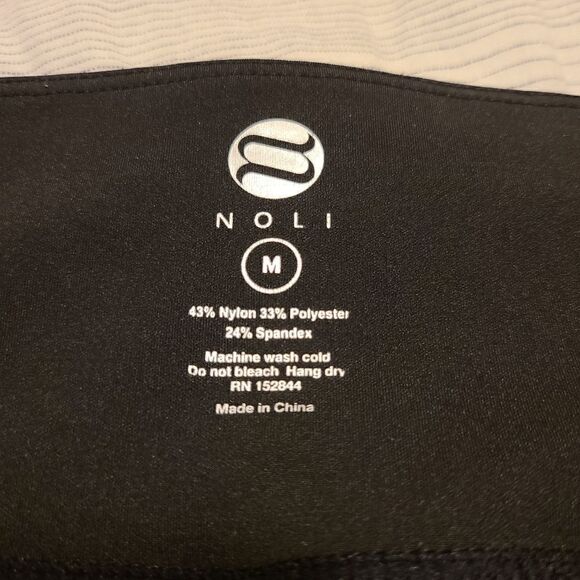 NOLI
M
43% Nylon 33% Polyester
24% Spandex
Machine wash cold
Do not bleach Hang dry
RN 152844
Made in China